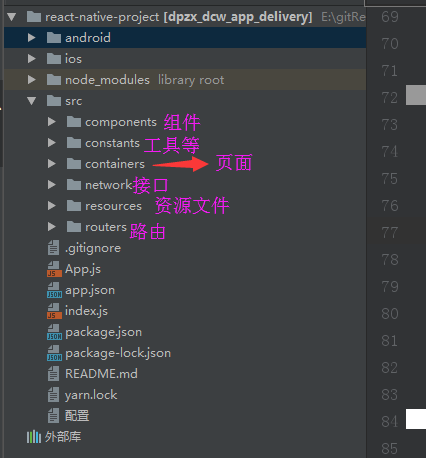 react-native-project [dpzx_dcw_app_delivery] E:\gitRe
android
ios
node_modules library root
src
components 组件
constants 工具等
containers 页面
network 接口
resources 资源文件
routers 路由
.gitignore
App.js
app.json
index.js
package.json
package-lock.json
README.md
yarn.lock
配置
外部库
69
70
71
72
73
74
75
76
77
78
79
80
81
82
83
84
85